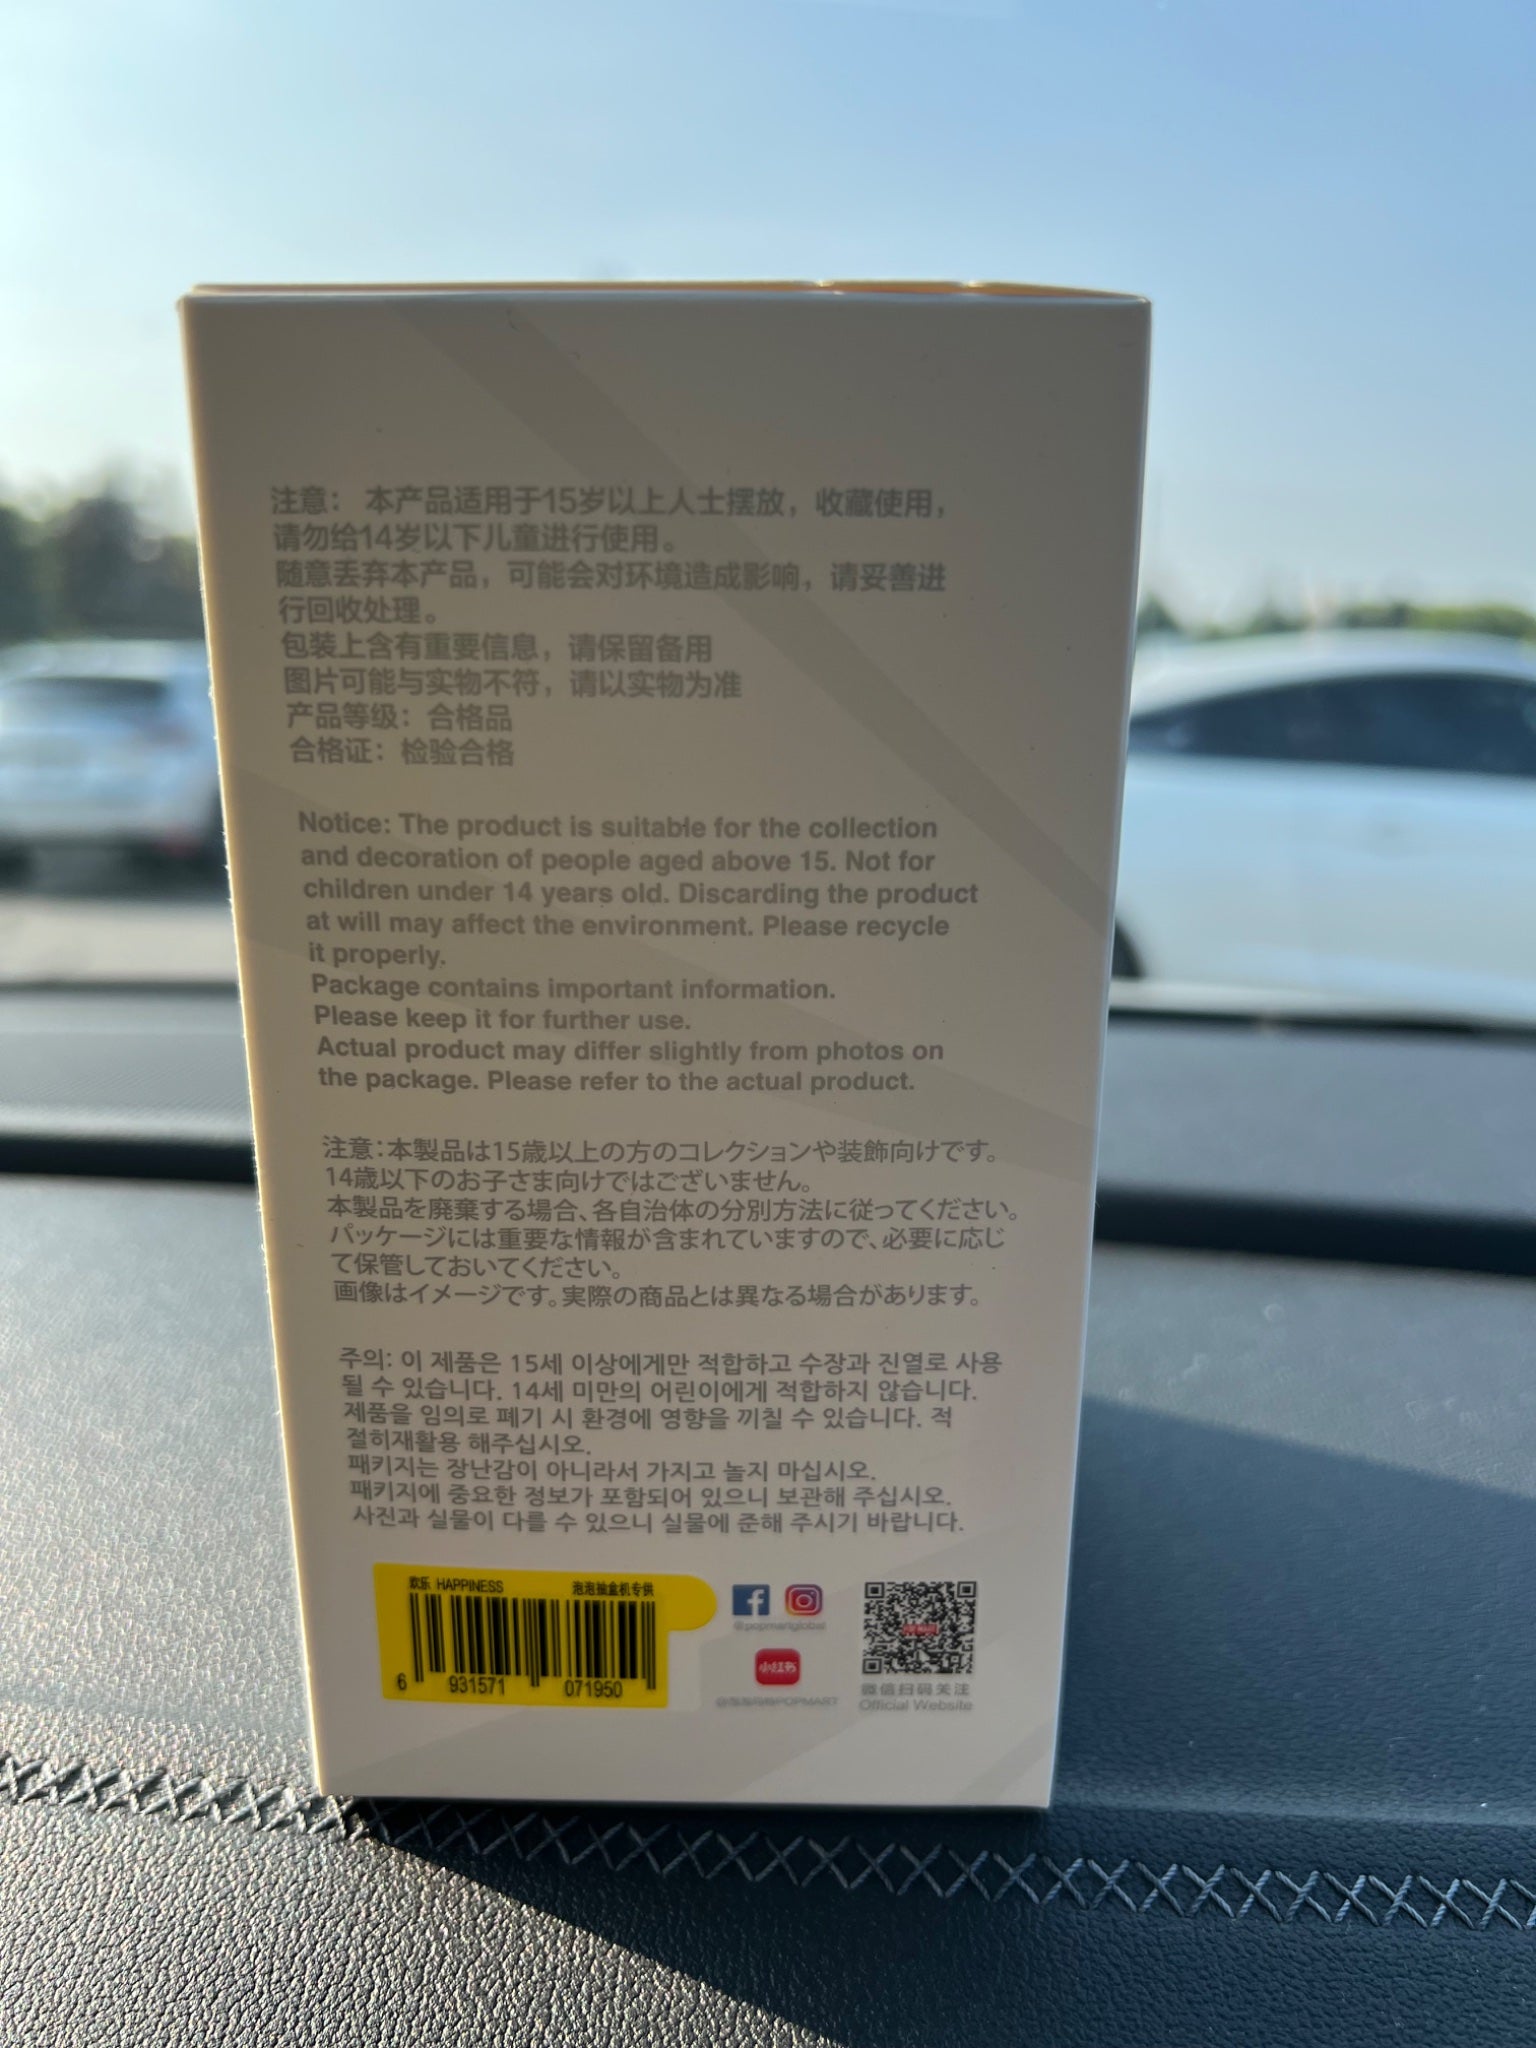 注意： 本产品适用于15岁以上人士摆放，收藏使用，
请勿给14岁以下儿童进行使用。
随意丢弃本产品，可能会对环境造成影响，请妥善进
行回收处理。
包装上含有重要信息，请保留备用
图片可能与实物不符，请以实物为准
产品等级：合格品
合格证：检验合格
Notice: The product is suitable for the collection
and decoration of people aged above 15. Not for
children under 14 years old. Discarding the product
at will may affect the environment. Please recycle
it properly.
Package contains important information.
Please keep it for further use.
Actual product may differ slightly from photos on
the package. Please refer to the actual product.
注意：本製品は15歳以上の方のコレクションや装飾向けです。
14歳以下のお子さま向けではございません。
本製品を廃棄する場合、各自治体の分別方法に従ってください。
パッケージには重要な情報が含まれていますので、必要に応じ
て保管しておいてください。
画像はイメージです。実際の商品とは異なる場合があります。
주의: 이 제품은 15세 이상에게만 적합하고 수장과 진열로 사용
될 수 있습니다. 14세 미만의 어린이에게 적합하지 않습니다.
제품을 임의로 폐기 시 환경에 영향을 끼칠 수 있습니다. 적
절히재활용 해주십시오.
패키지는 장난감이 아니라서 가지고 놀지 마십시오.
패키지에 중요한 정보가 포함되어 있으니 보관해 주십시오.
사진과 실물이 다를 수 있으니 실물에 준해 주시기 바랍니다.
欢乐 HAPPINESS 泡泡抽盒机专供
6 931571 071950
@popmartglobal
小红书
@泡泡玛特POPMART
微信扫码关注
Official Website